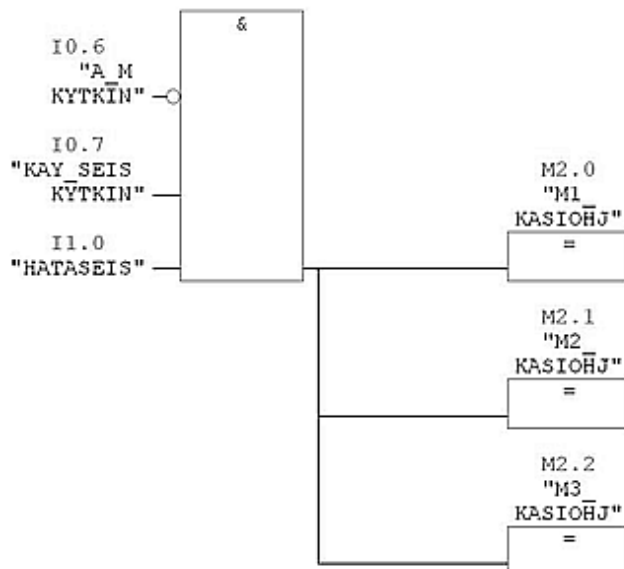 &
I0.6
"A_M
KYTKIN"
I0.7
"KAY_SEIS
KYTKIN"
I1.0
"HATASEIS"
M2.0
"M1_
KASIOHJ"
=
M2.1
"M2_
KASIOHJ"
=
M2.2
"M3_
KASIOHJ"
=